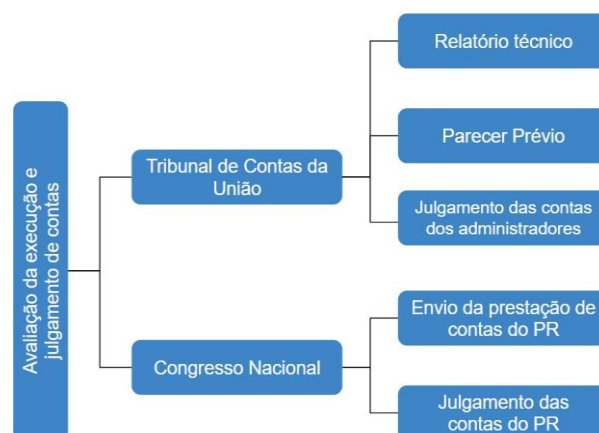 Avaliação da execução e
julgamento de contas
Tribunal de Contas da
União
Relatório técnico
Parecer Prévio
Julgamento das contas
dos administradores
Congresso Nacional
Envio da prestação de
contas do PR
Julgamento das
contas do PR